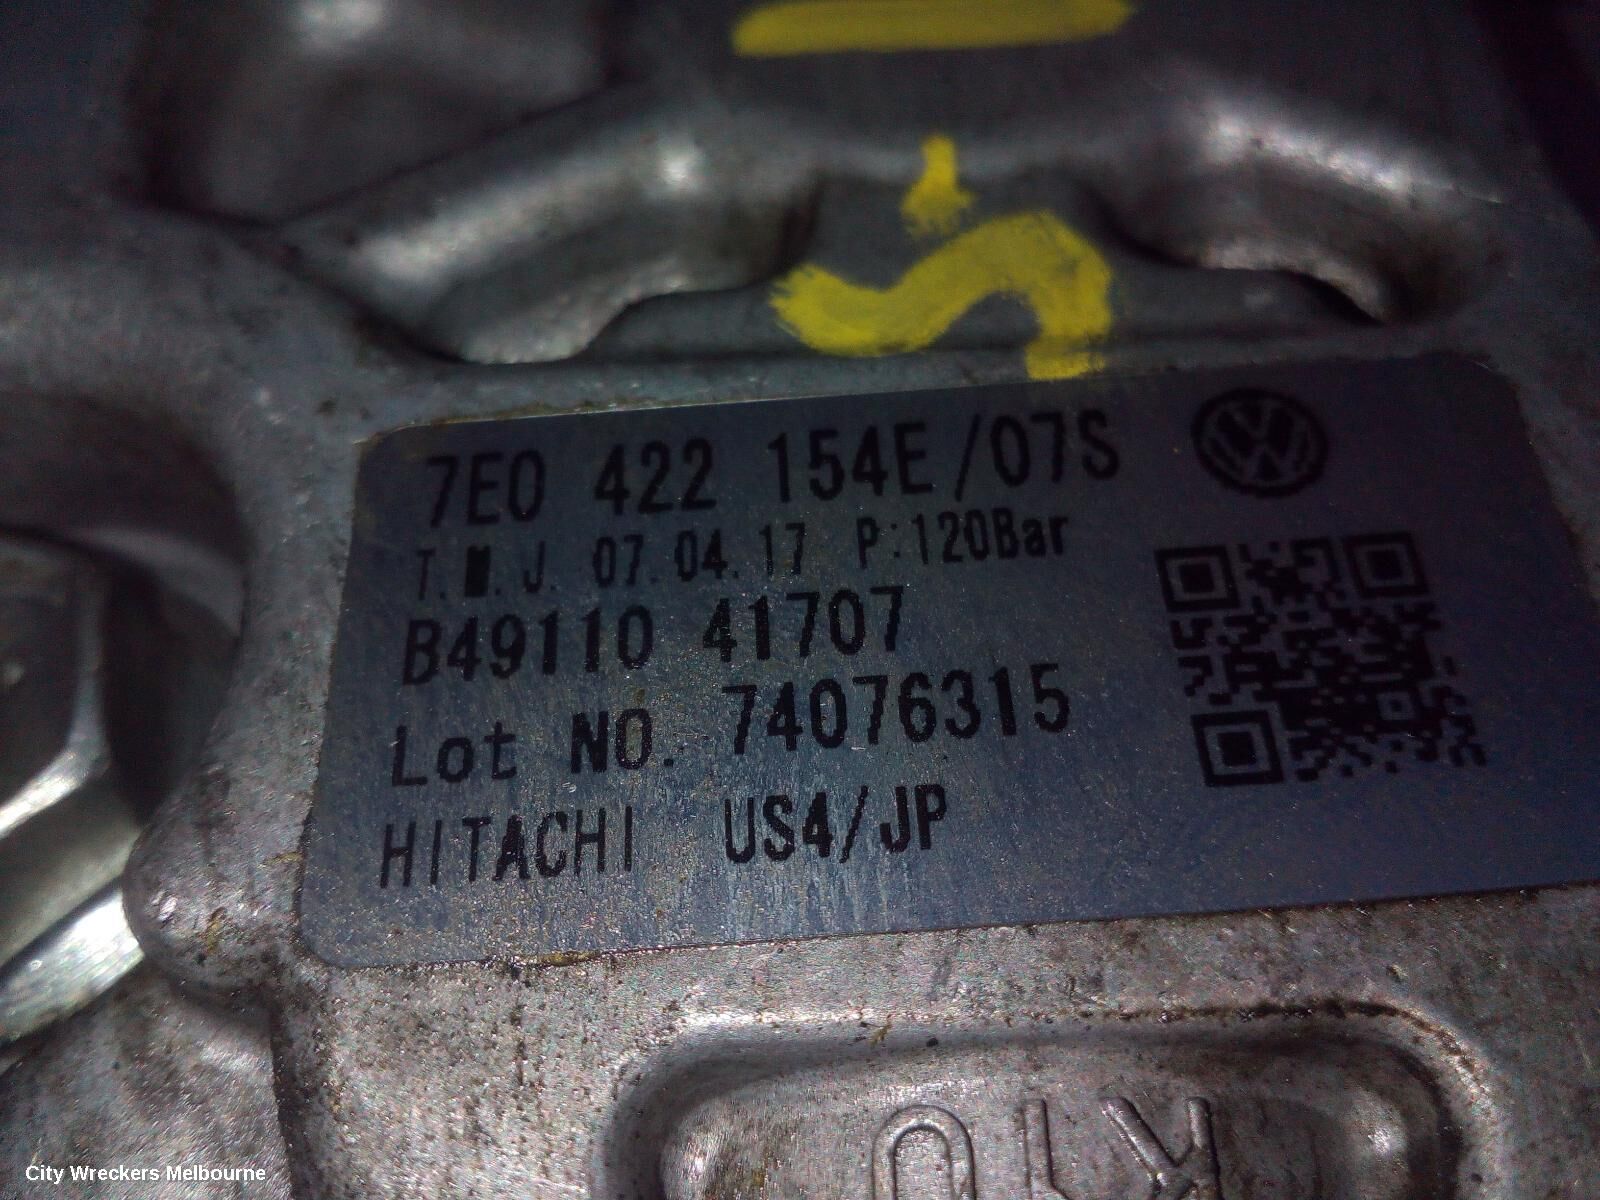 7E0 422 154E/07S
T. . J. 07.04.17 P:120Bar
B49110 41707
Lot NO. 74076315
HITACHI US4/JP
City Wreckers Melbourne